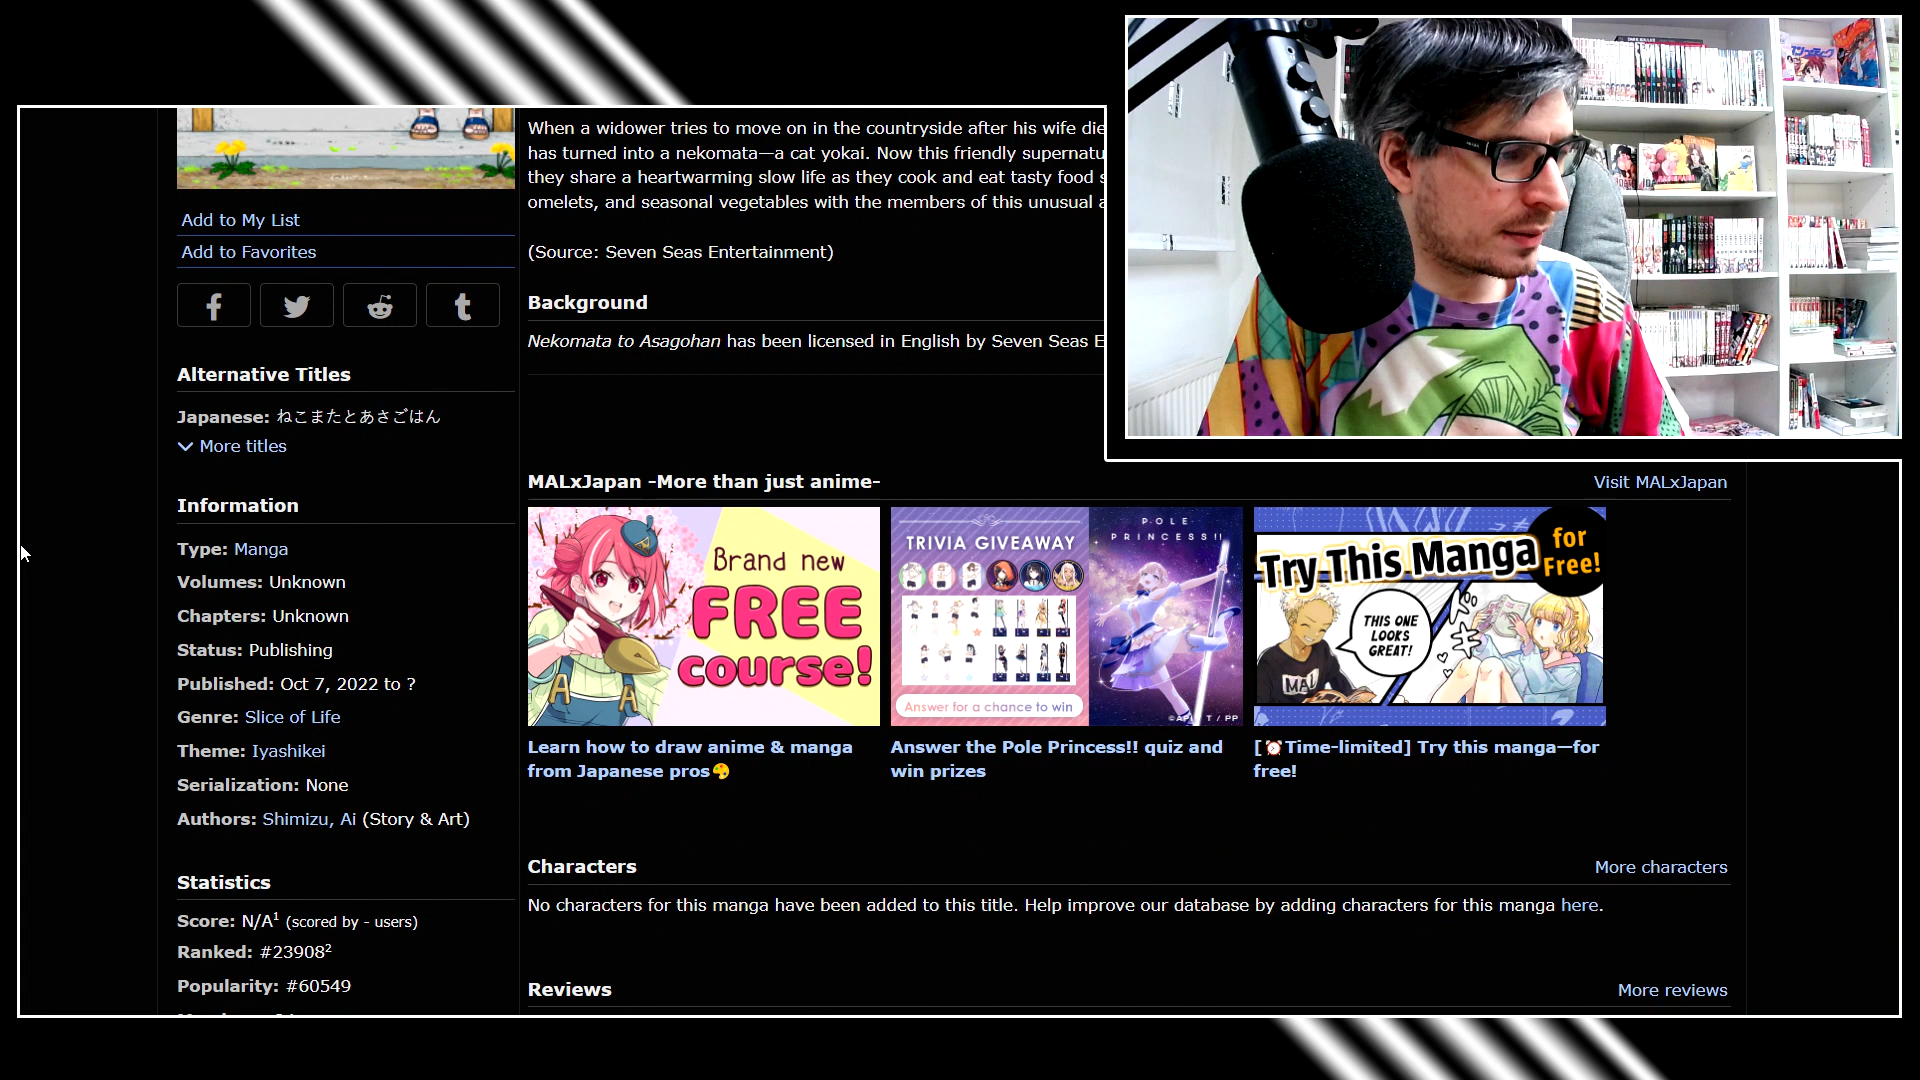 When a widower tries to move on in the countryside after his wife die
has turned into a nekomata—a cat yokai. Now this friendly supernatu
they share a heartwarming slow life as they cook and eat tasty food s
omelets, and seasonal vegetables with the members of this unusual a
(Source: Seven Seas Entertainment)
Background
Nekomata to Asagohan has been licensed in English by Seven Seas E
Add to My List
Add to Favorites
Alternative Titles
Japanese: ねこまたとあさごはん
More titles
Information
Type: Manga
Volumes: Unknown
Chapters: Unknown
Status: Publishing
Published: Oct 7, 2022 to ?
Genre: Slice of Life
Theme: Iyashikei
Serialization: None
Authors: Shimizu, Ai (Story & Art)
Statistics
Score: N/A1 (scored by - users)
Ranked: #239082
Popularity: #60549
MALxJapan -More than just anime-
Visit MALxJapan
Brand new
FREE
course!
Learn how to draw anime & manga
from Japanese pros🎨
TRIVIA GIVEAWAY
Answer for a chance to win
POLE
PRINCESS!!
Answer the Pole Princess!! quiz and
win prizes
Try This Manga
for
Free!
THIS ONE
LOOKS
GREAT!
MAL
[⏰Time-limited] Try this manga—for
free!
Characters
More characters
No characters for this manga have been added to this title. Help improve our database by adding characters for this manga here.
Reviews
More reviews